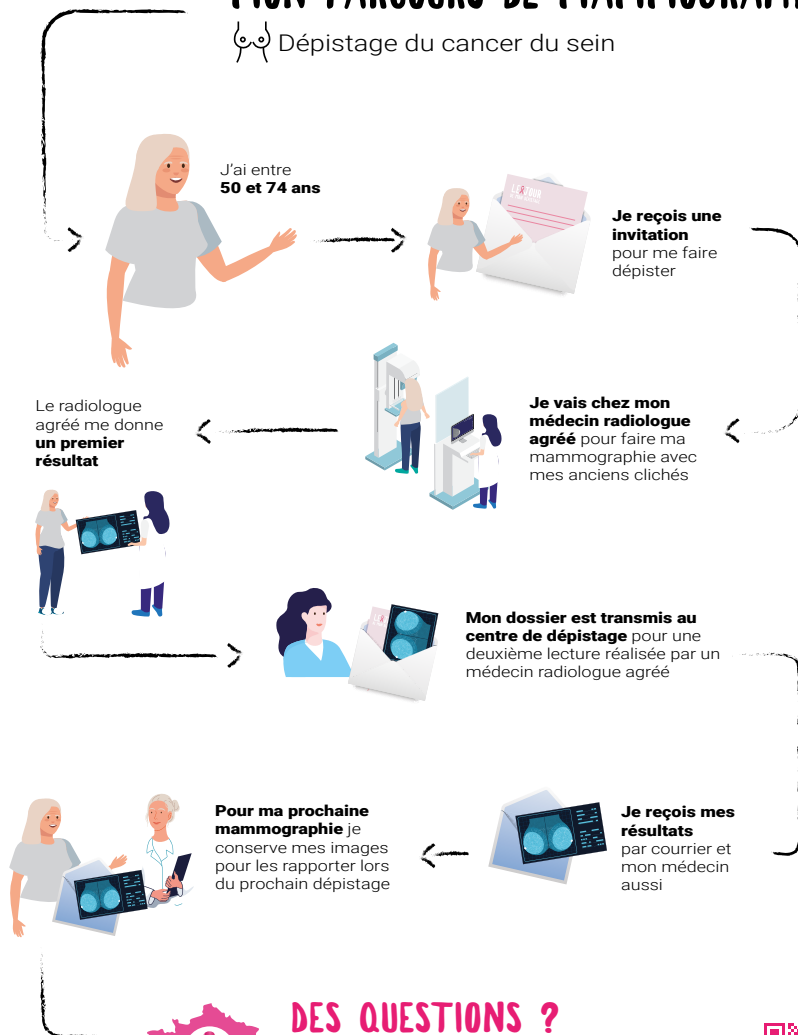 MON PARCOURS DE MAMMOGRAPH
Dépistage du cancer du sein
J'ai entre
50 et 74 ans
Je reçois une
invitation
pour me faire
dépister
Je vais chez mon
médecin radiologue
agréé pour faire ma
mammographie avec
mes anciens clichés
Le radiologue
agréé me donne
un premier
résultat
Mon dossier est transmis au
centre de dépistage pour une
deuxième lecture réalisée par un
médecin radiologue agréé
Je reçois mes
résultats
par courrier et
mon médecin
aussi
Pour ma prochaine
mammographie je
conserve mes images
pour les rapporter lors
du prochain dépistage
DES QUESTIONS ?